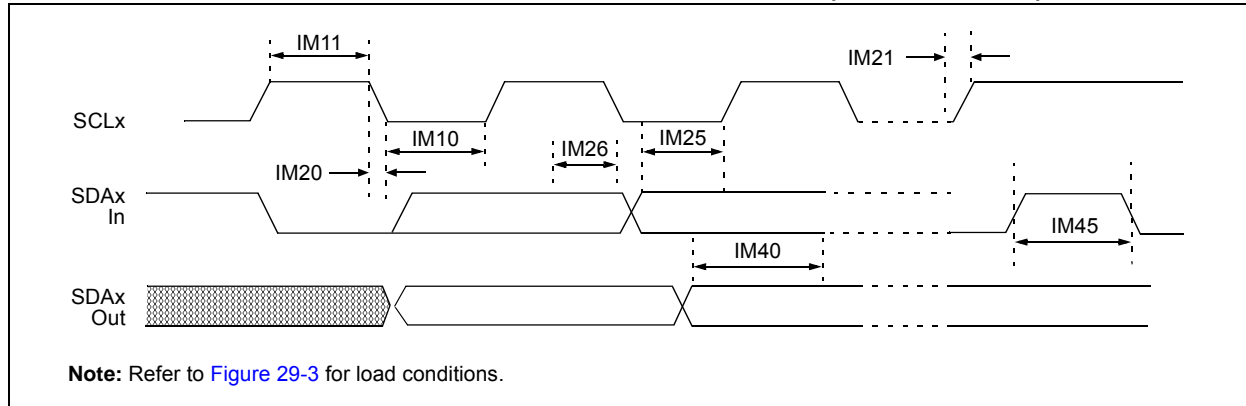 IM11
IM21
SCLx
IM10
IM26
IM25
IM20
SDAx
In
IM45
IM40
SDAx
Out
Note: Refer to Figure 29-3 for load conditions.